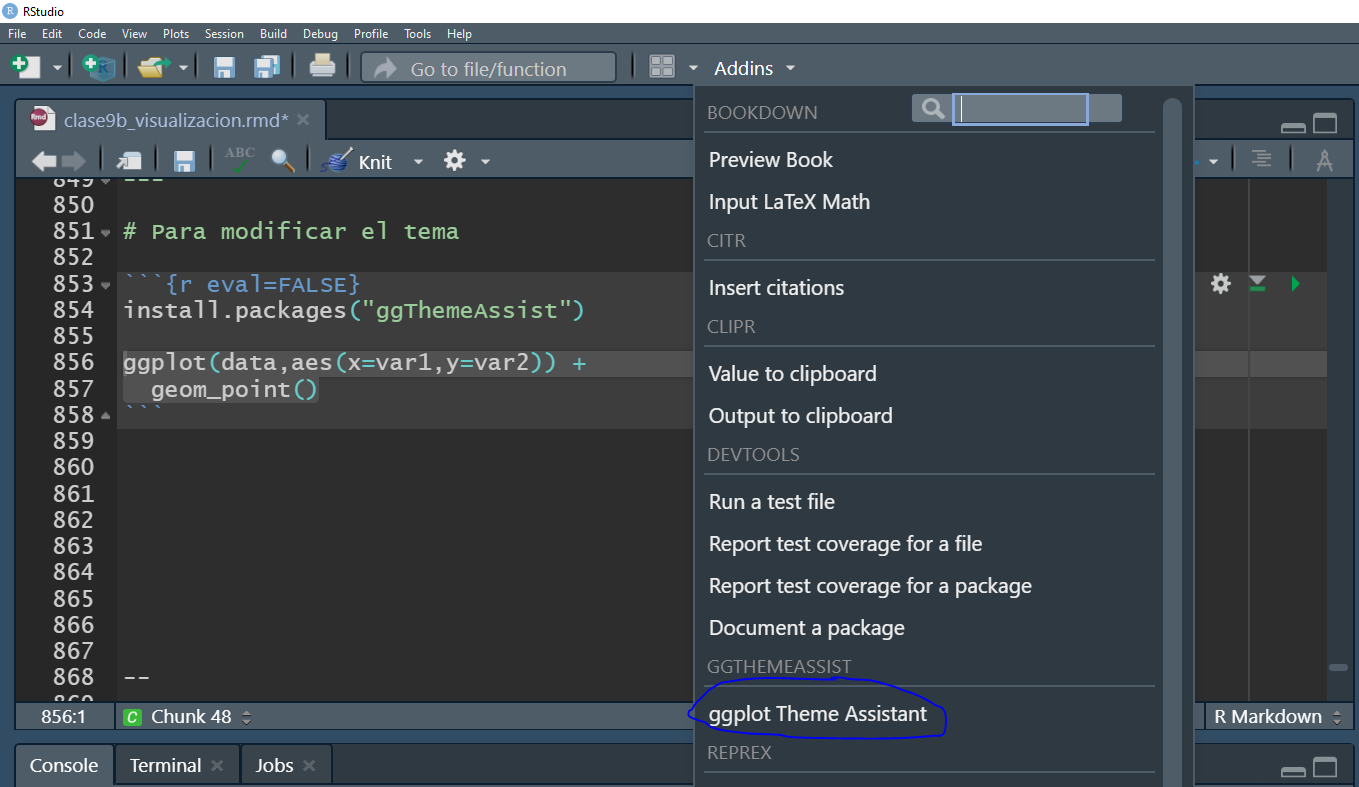 RStudio
File Edit Code View Plots Session Build Debug Profile Tools Help
Go to file/function Addins
clase9b_visualizacion.rmd*
ABC Knit
849 ---
850
851 # Para modificar el tema
852
853 ```{r eval=FALSE}
854 install.packages("ggThemeAssist")
855
856 ggplot(data,aes(x=var1,y=var2)) +
857 geom_point()
858 ```
859
860
861
862
863
864
865
866
867
868 --
869
856:1 C Chunk 48 R Markdown
Console Terminal Jobs
BOOKDOWN
Preview Book
Input LaTeX Math
CITR
Insert citations
CLIPR
Value to clipboard
Output to clipboard
DEVTOOLS
Run a test file
Report test coverage for a file
Report test coverage for a package
Document a package
GGTHEMEASSIST
ggplot Theme Assistant
REPREX